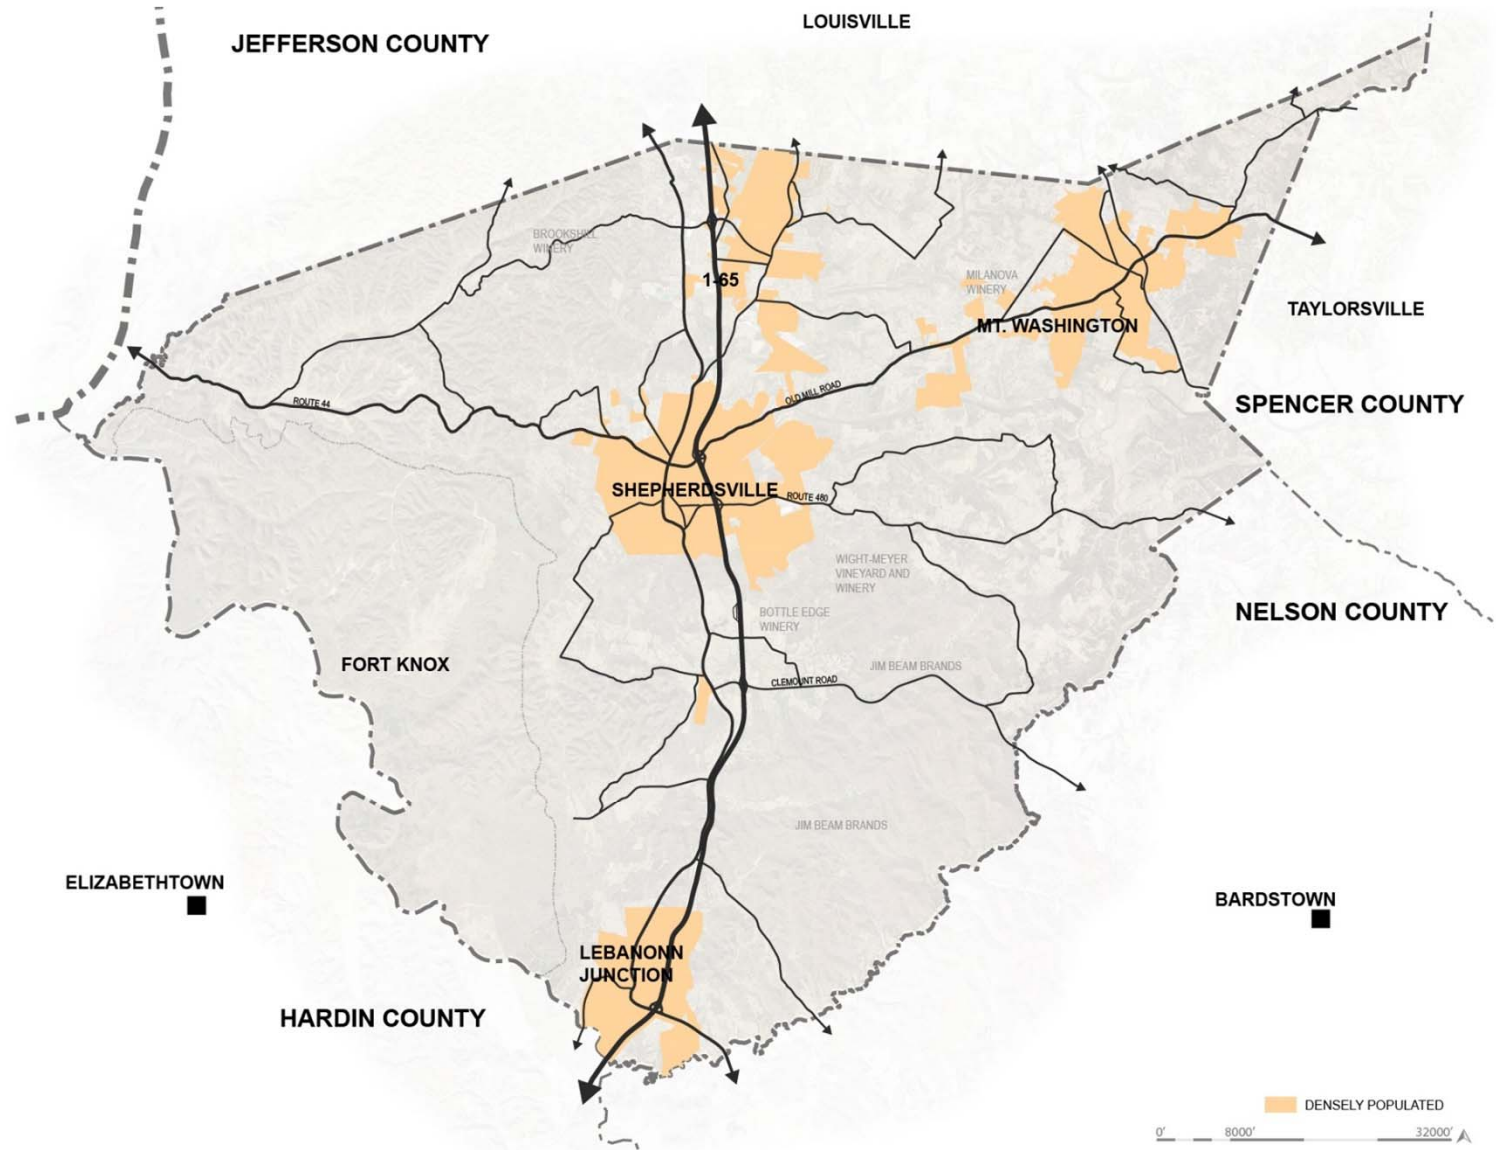 LOUISVILLE
JEFFERSON COUNTY
BROOKSHILL
WINERY
1-65
MILANOVA
WINERY
TAYLORSVILLE
MT. WASHINGTON
OLD MILL ROAD
ROUTE 44
SPENCER COUNTY
SHEPHERDSVILLE
ROUTE 480
WIGHT-MEYER
VINEYARD AND
WINERY
BOTTLE EDGE
WINERY
NELSON COUNTY
FORT KNOX
JIM BEAM BRANDS
CLEMOUNT ROAD
JIM BEAM BRANDS
ELIZABETHTOWN
BARDSTOWN
LEBANONN
JUNCTION
HARDIN COUNTY
DENSELY POPULATED
0' 8000' 32000'